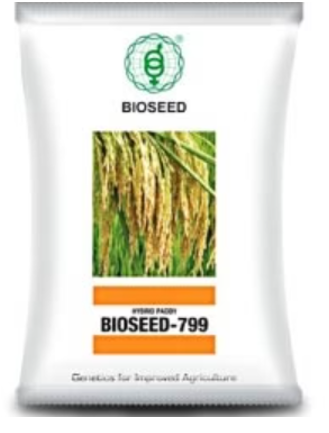 ®
BIOSEED
HYBRID PADDY
BIOSEED-799
Genetics for Improved Agriculture